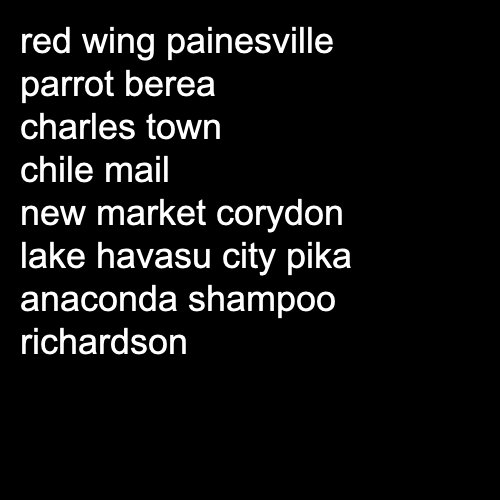 red wing painesville
parrot berea
charles town
chile mail
new market corydon
lake havasu city pika
anaconda shampoo
richardson